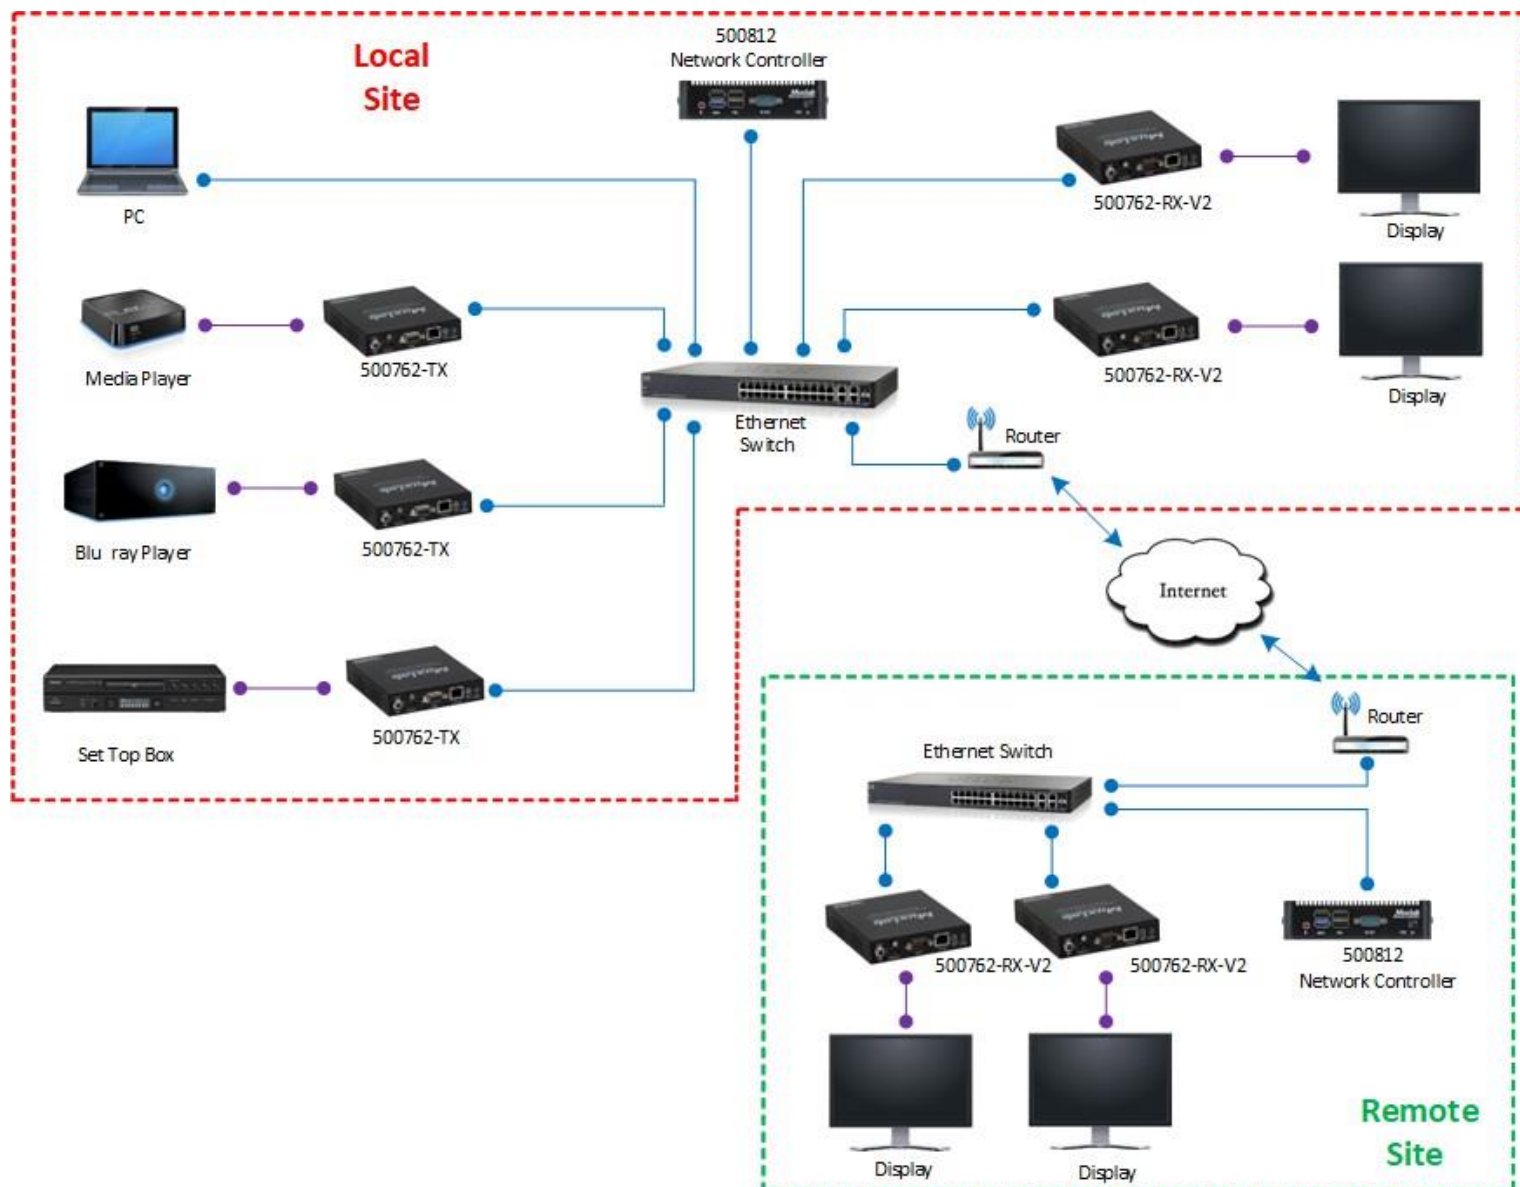 Local
Site
500812
Network Controller
PC
500762-RX-V2
Display
Media Player
500762-TX
500762-RX-V2
Display
Ethernet
Switch
Router
Blu ray Player
500762-TX
Internet
Set Top Box
500762-TX
Router
Ethernet Switch
500762-RX-V2
500762-RX-V2
500812
Network Controller
Display
Display
Remote
Site